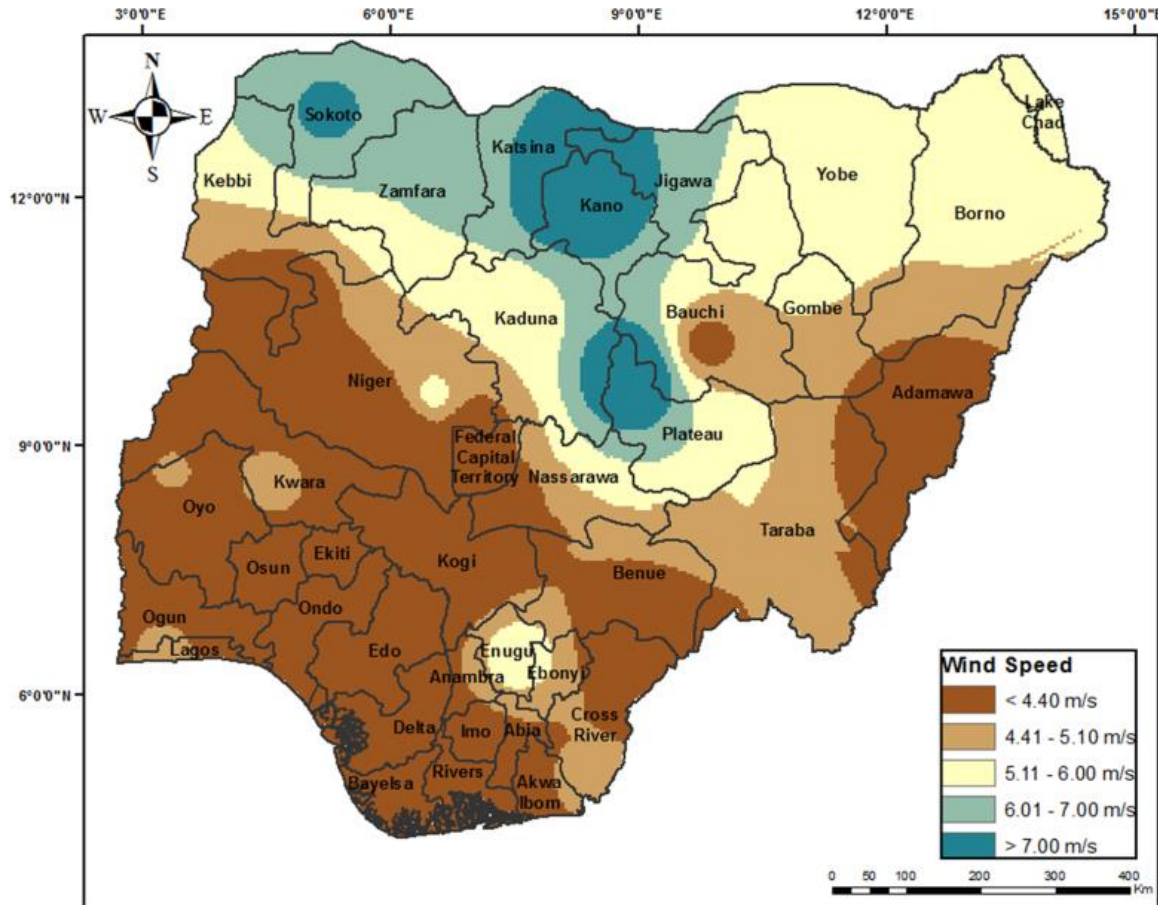 3°0'0"E 6°0'0"E 9°0'0"E 12°0'0"E 15°0'0"E
N
W E
S
12°0'0"N
9°0'0"N
6°0'0"N
Sokoto
Katsina
Lake
Chad
Kebbi
Zamfara
Jigawa
Yobe
Kano
Borno
Kaduna
Bauchi
Gombe
Niger
Adamawa
Federal
Capital
Territory
Plateau
Nassarawa
Kwara
Oyo
Taraba
Osun
Ekiti
Kogi
Benue
Ogun
Ondo
Lagos
Edo
Enugu
Anambra
Ebonyi
Delta
Imo
Abia
Cross
River
Bayelsa
Rivers
Akwa
Ibom
Wind Speed
< 4.40 m/s
4.41 - 5.10 m/s
5.11 - 6.00 m/s
6.01 - 7.00 m/s
> 7.00 m/s
0 50 100 200 300 400
Km